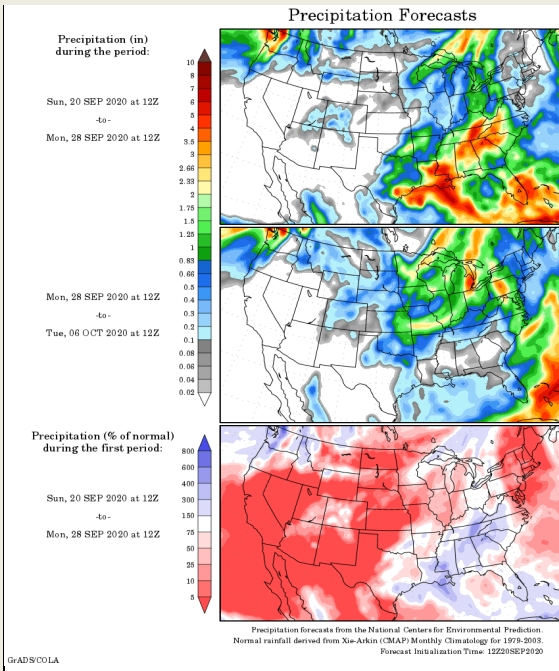 Precipitation Forecasts
Precipitation (in)
during the period:
Sun, 20 SEP 2020 at 12Z
-to-
Mon, 28 SEP 2020 at 12Z
10
8
7
6
5
4
3.5
3
2.66
2.33
2
1.75
1.5
1.25
1
0.83
0.66
0.5
0.4
0.3
0.2
0.1
0.08
0.06
0.04
0.02
Mon, 28 SEP 2020 at 12Z
-to-
Tue, 06 OCT 2020 at 12Z
Precipitation (% of normal)
during the first period:
Sun, 20 SEP 2020 at 12Z
-to-
Mon, 28 SEP 2020 at 12Z
800
600
400
300
150
75
50
25
10
5
Precipitation forecasts from the National Centers for Environmental Prediction.
Normal rainfall derived from Xie-Arkin (CMAP) Monthly Climatology for 1979-2003.
Forecast Initialization Time: 12Z20SEP2020
GrADS/COLA